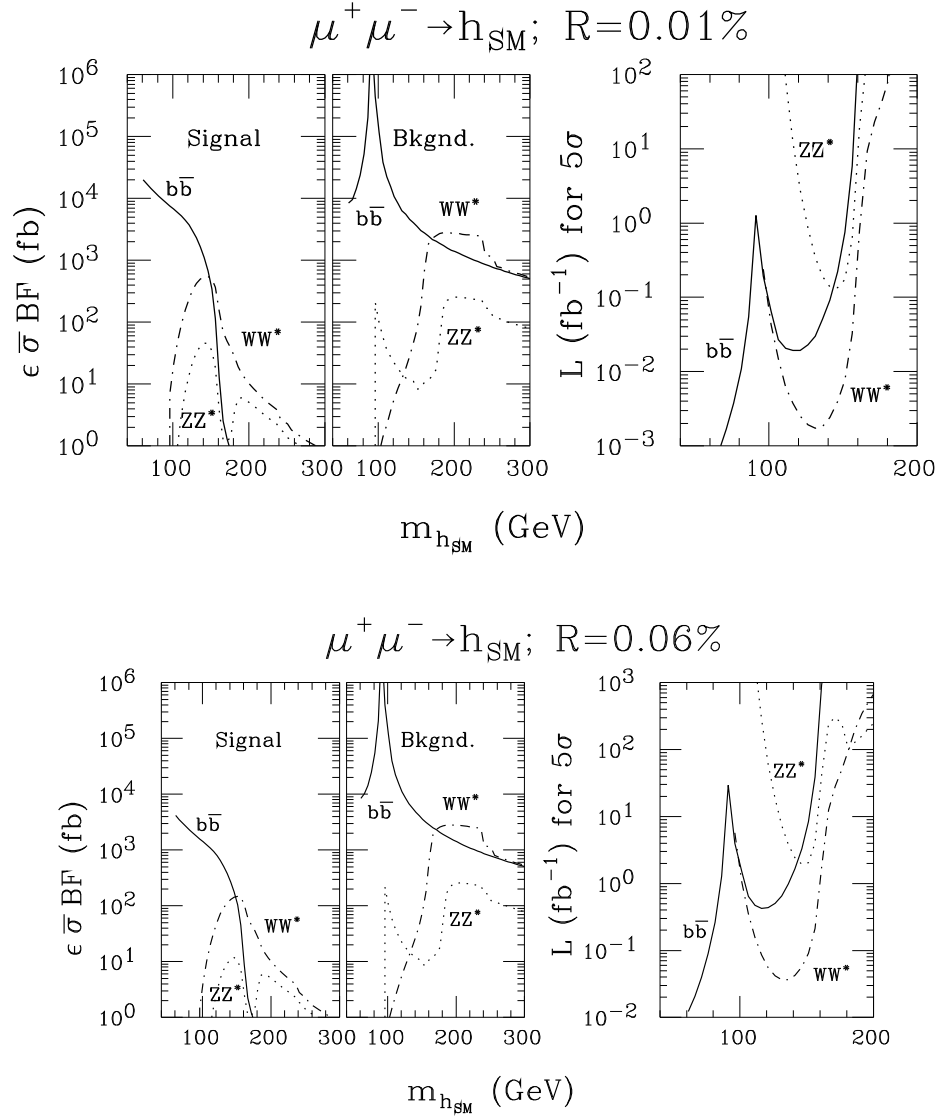 μ⁺μ⁻→h_SM; R=0.01%
10⁶ 10⁵ 10⁴ 10³ 10² 10¹ 10⁰
ϵ σ̅ BF (fb)
Signal
bb̅
WW*
ZZ*
100 200 300
Bkgnd.
bb̅
WW*
ZZ*
100 200 300
10² 10¹ 10⁰ 10⁻¹ 10⁻² 10⁻³
L (fb⁻¹) for 5σ
ZZ*
bb̅
WW*
100 200
m_h_SM (GeV)
μ⁺μ⁻→h_SM; R=0.06%
10⁶ 10⁵ 10⁴ 10³ 10² 10¹ 10⁰
ϵ σ̅ BF (fb)
Signal
bb̅
WW*
ZZ*
100 200 300
Bkgnd.
bb̅
WW*
ZZ*
100 200 300
10³ 10² 10¹ 10⁰ 10⁻¹ 10⁻²
L (fb⁻¹) for 5σ
ZZ*
bb̅
WW*
100 200
m_h_SM (GeV)